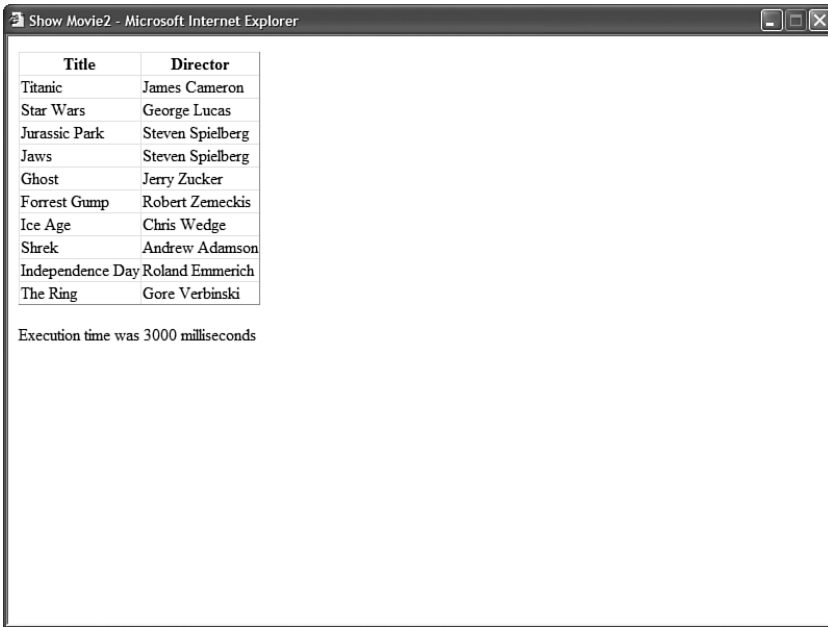 Show Movie2 - Microsoft Internet Explorer
Title Director
Titanic James Cameron
Star Wars George Lucas
Jurassic Park Steven Spielberg
Jaws Steven Spielberg
Ghost Jerry Zucker
Forrest Gump Robert Zemeckis
Ice Age Chris Wedge
Shrek Andrew Adamson
Independence Day Roland Emmerich
The Ring Gore Verbinski
Execution time was 3000 milliseconds